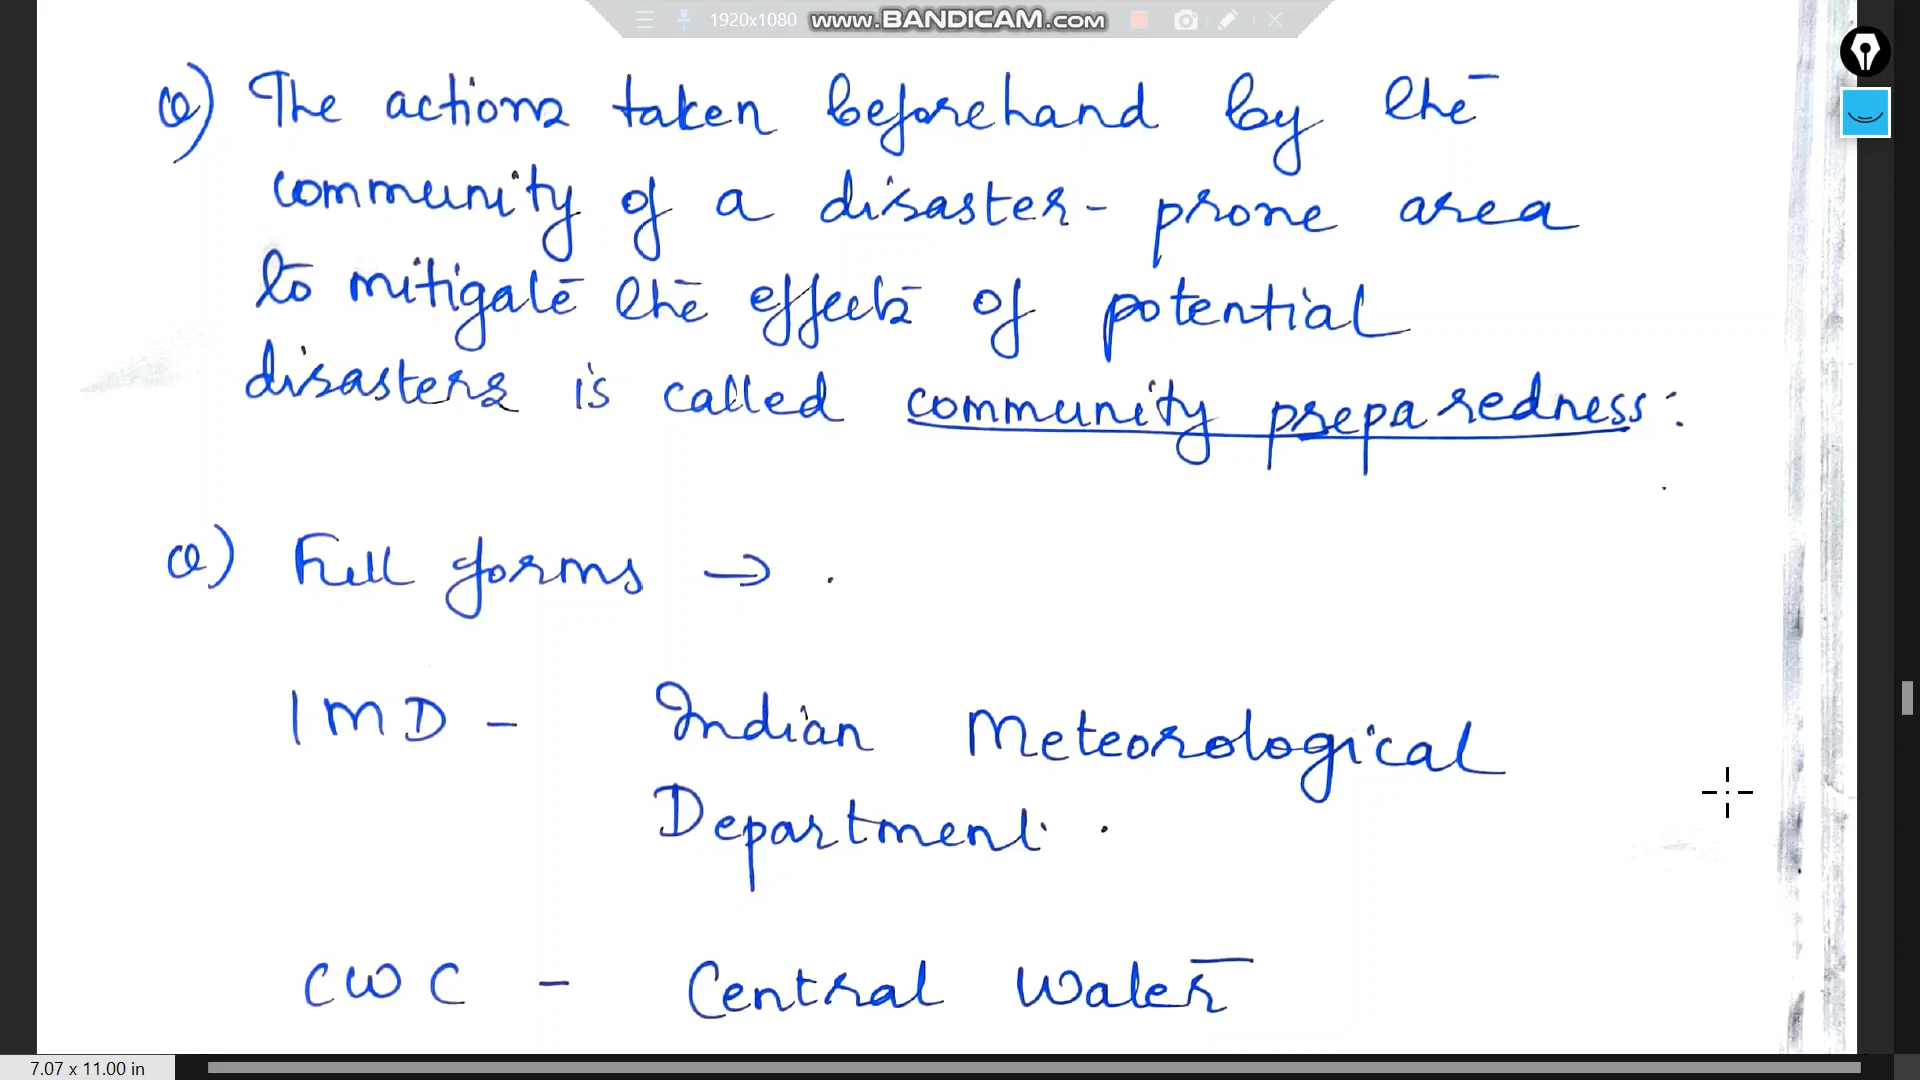 1920x1080 www.BANDICAM.com
Q) The actions taken beforehand by the
community of a disaster-prone area
to mitigate the effects of potential
disasters is called community preparedness.
Q) Full forms → .
IMD - Indian Meteorological
Department.
CWC - Central Water
7.07 x 11.00 in